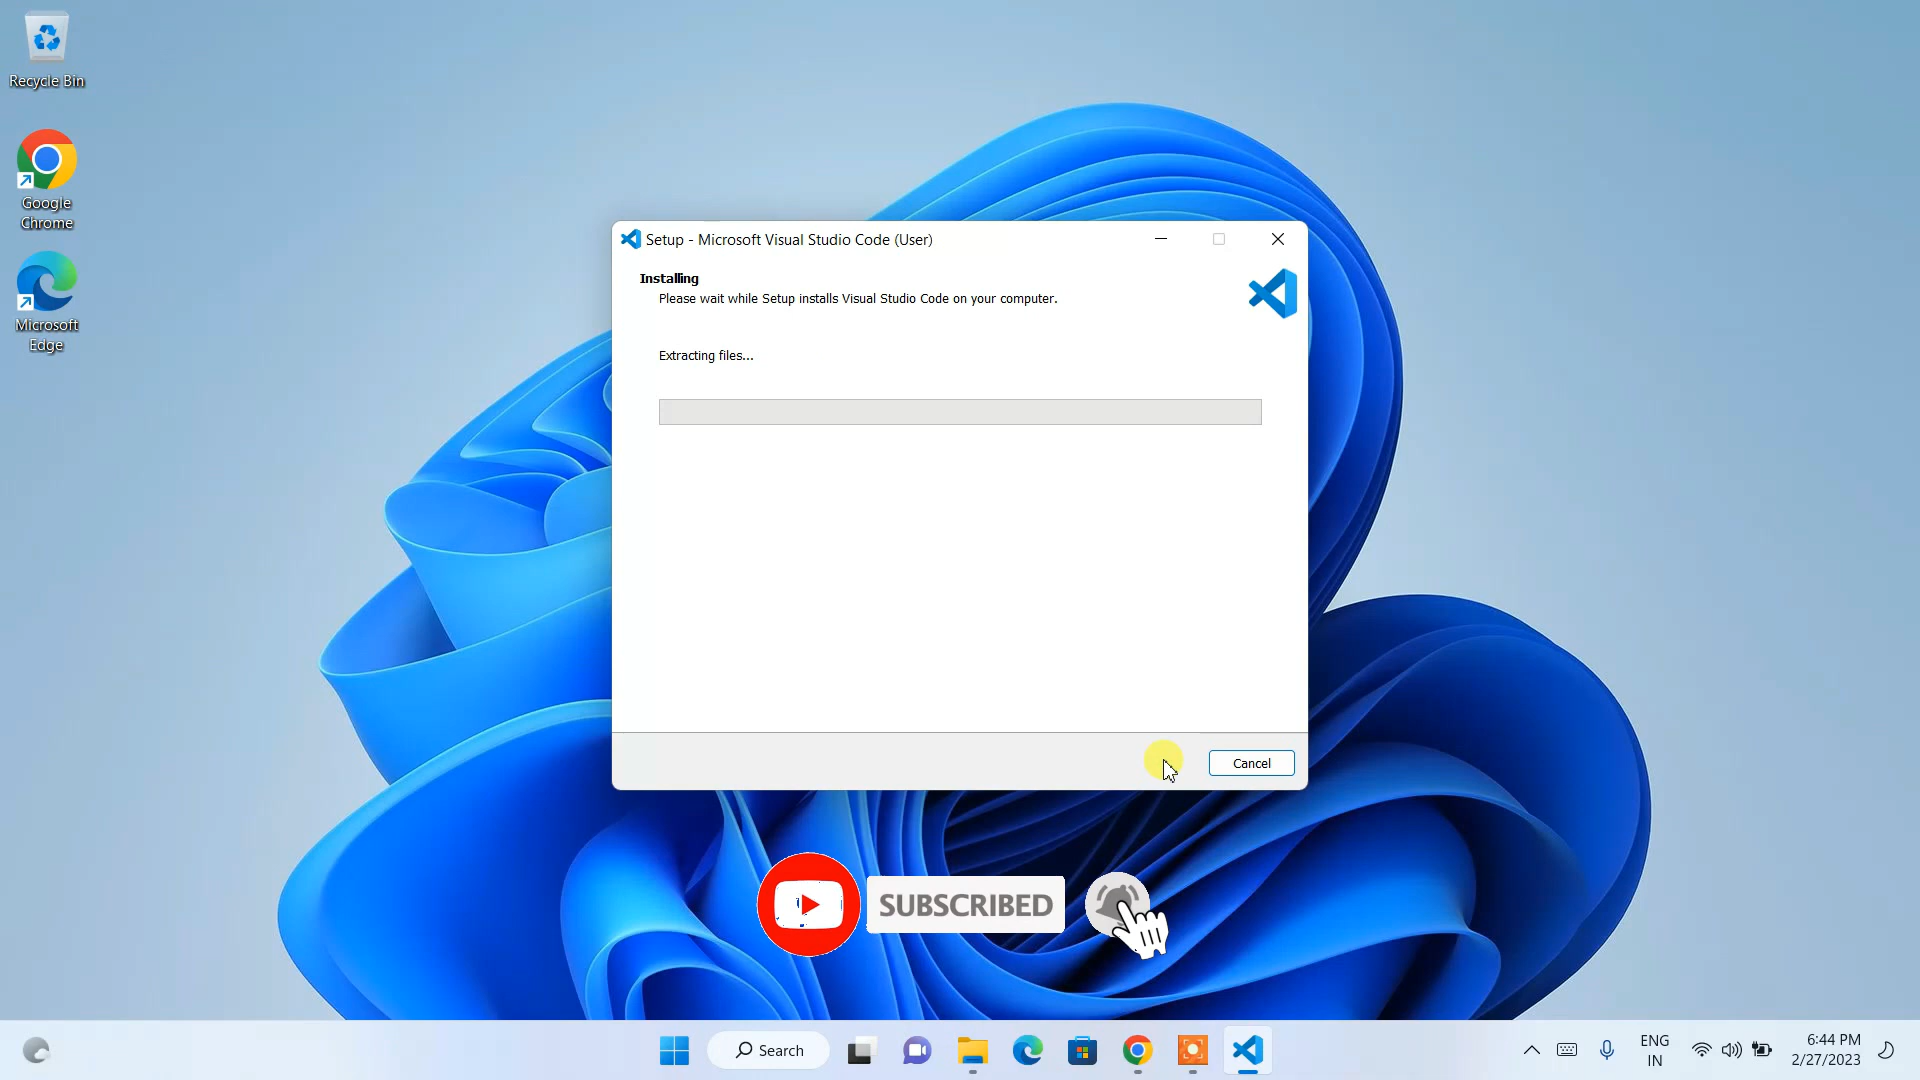 Recycle Bin
Google
Chrome
Microsoft
Edge
Setup - Microsoft Visual Studio Code (User)
Installing
Please wait while Setup installs Visual Studio Code on your computer.
Extracting files...
Cancel
SUBSCRIBED
Search
ENG
IN
6:44 PM
2/27/2023